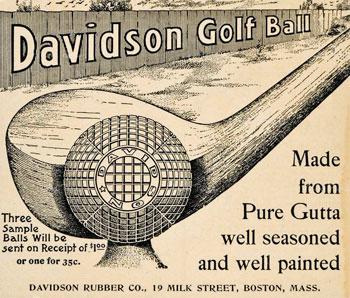 Davidson Golf Ball
DAVIDSON
Made
from
Pure Gutta
well seasoned
and well painted
Three
Sample
Balls Will be
sent on Receipt of $1.00
or one for 35c.
DAVIDSON RUBBER CO., 19 MILK STREET, BOSTON, MASS.